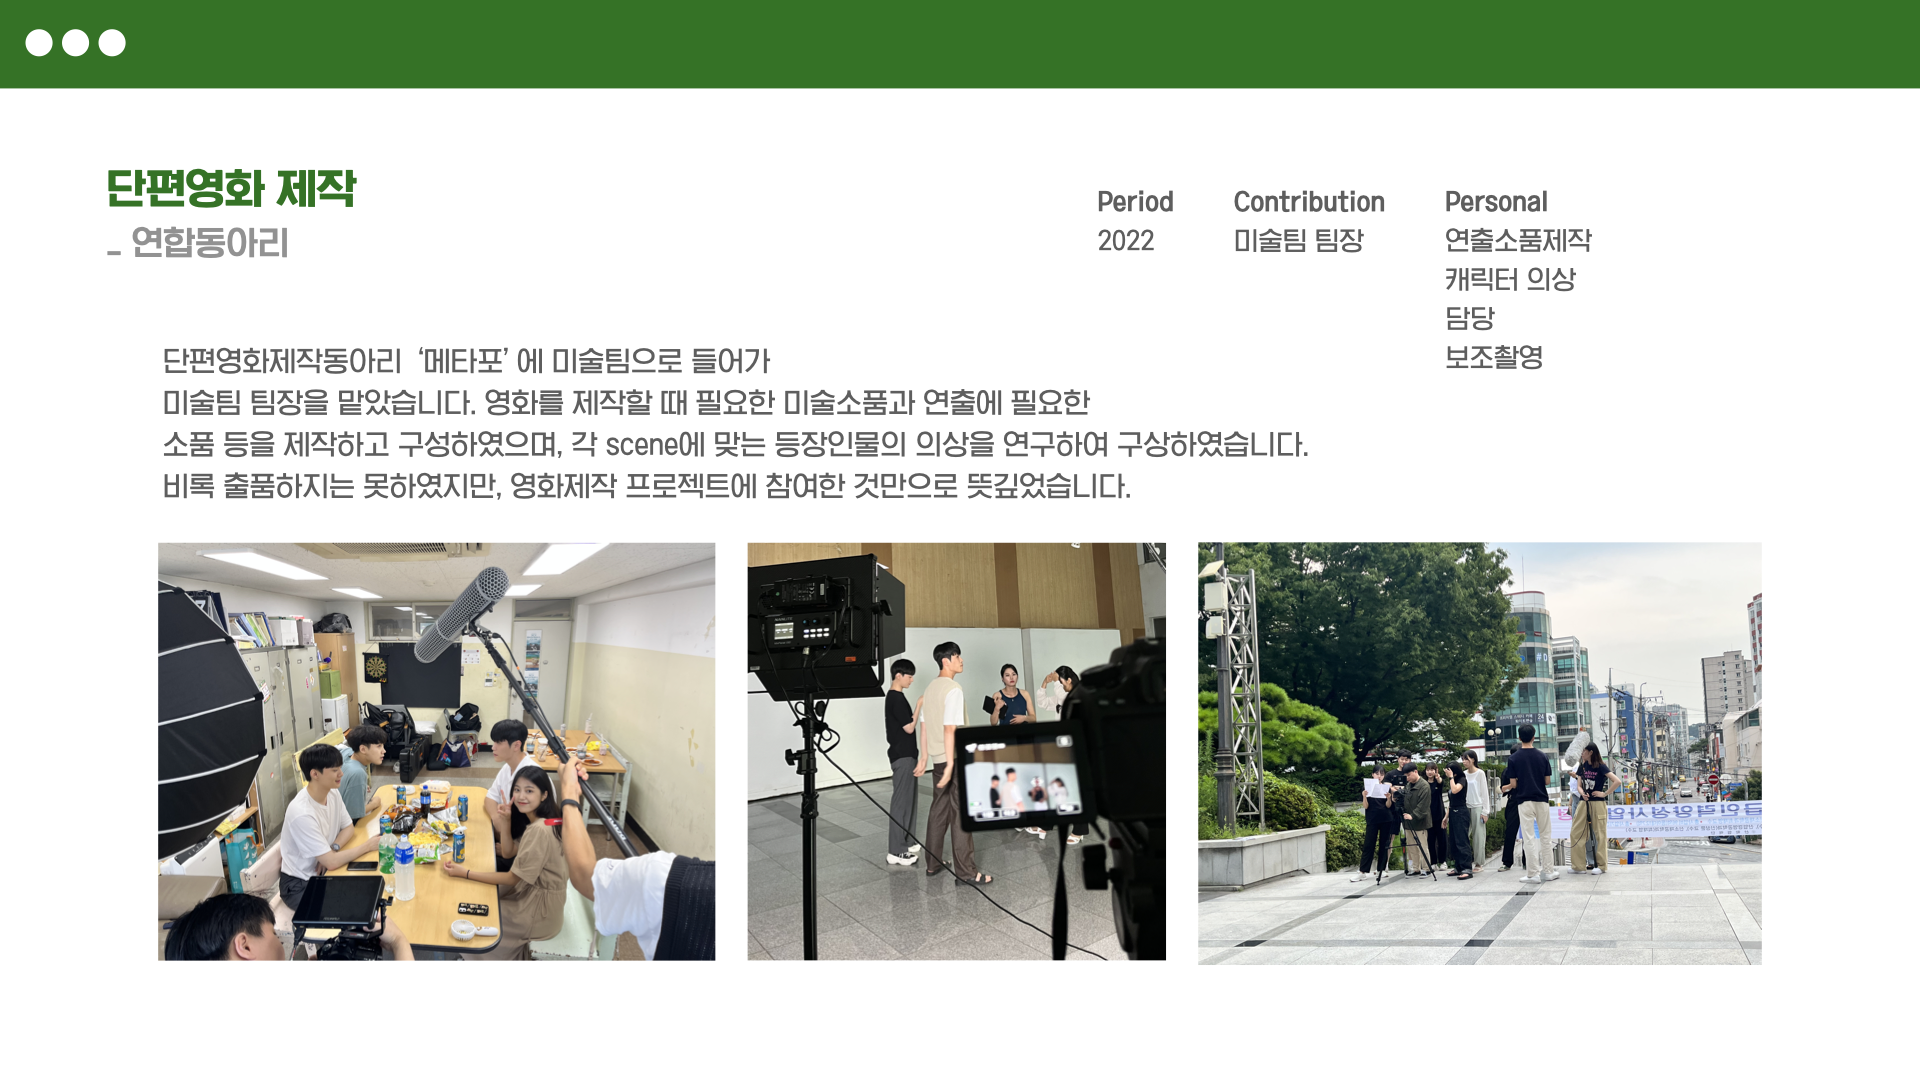 단편영화 제작
- 연합동아리
Period
2022
Contribution
미술팀 팀장
Personal
연출소품제작
캐릭터 의상
담당
보조촬영
단편영화제작동아리 ‘메타포’ 에 미술팀으로 들어가
미술팀 팀장을 맡았습니다. 영화를 제작할 때 필요한 미술소품과 연출에 필요한
소품 등을 제작하고 구성하였으며, 각 scene에 맞는 등장인물의 의상을 연구하여 구상하였습니다.
비록 출품하지는 못하였지만, 영화제작 프로젝트에 참여한 것만으로 뜻깊었습니다.